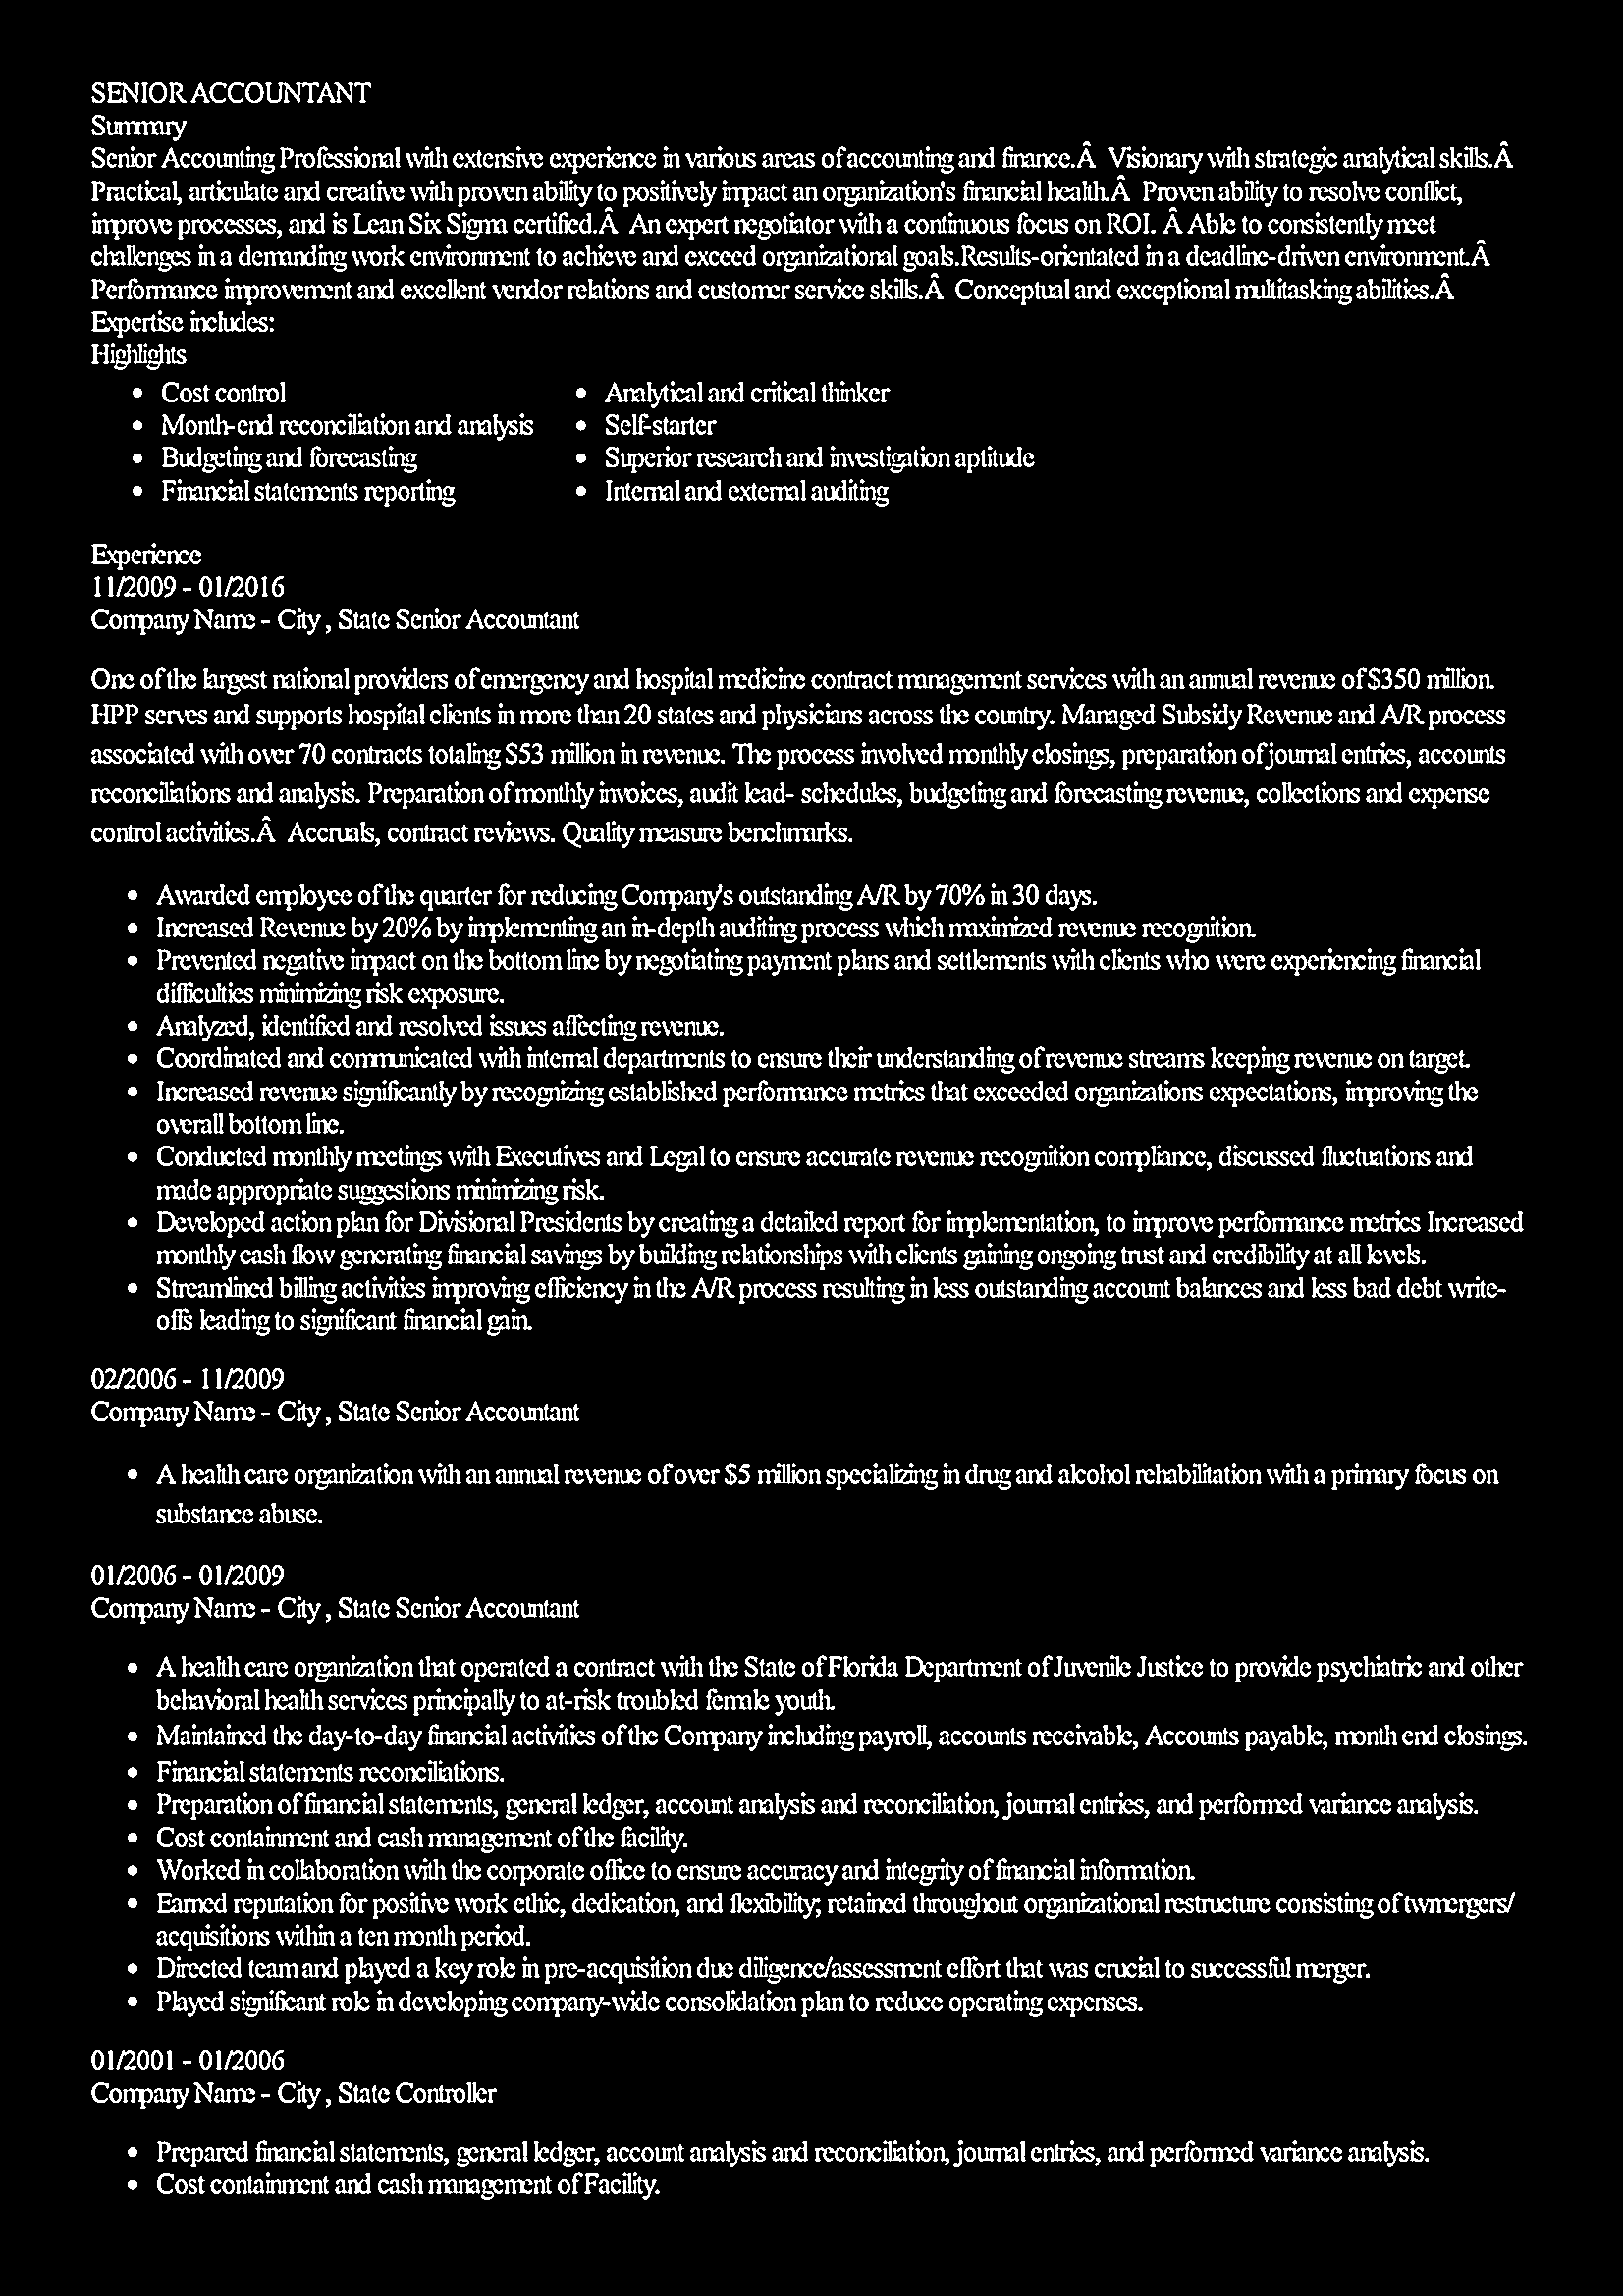 SENIOR ACCOUNTANT
Summary
Senior Accounting Professional with extensive experience in various areas of accounting and finance.Â  Visionary with strategic analytical skills.Â
Practical, articulate and creative with proven ability to positively impact an organization's financial health.Â  Proven ability to resolve conflict,
improve processes, and is Lean Six Sigma certified.Â  An expert negotiator with a continuous focus on ROI. Â Able to consistently meet
challenges in a demanding work environment to achieve and exceed organizational goals.Results-orientated in a deadline-driven environment.Â
Performance improvement and excellent vendor relations and customer service skills.Â  Conceptual and exceptional multitasking abilities.Â
Expertise includes:
Highlights
• Cost control • Analytical and critical thinker
• Month-end reconciliation and analysis • Self-starter
• Budgeting and forecasting • Superior research and investigation aptitude
• Financial statements reporting • Internal and external auditing
Experience
11/2009 - 01/2016
Company Name - City , State Senior Accountant
One of the largest national providers of emergency and hospital medicine contract management services with an annual revenue of $350 million.
HPP serves and supports hospital clients in more than 20 states and physicians across the country. Managed Subsidy Revenue and A/R process
associated with over 70 contracts totaling $53 million in revenue. The process involved monthly closings, preparation of journal entries, accounts
reconciliations and analysis. Preparation of monthly invoices, audit lead- schedules, budgeting and forecasting revenue, collections and expense
control activities.Â  Accruals, contract reviews. Quality measure benchmarks.
• Awarded employee of the quarter for reducing Company's outstanding A/R by 70% in 30 days.
• Increased Revenue by 20% by implementing an in-depth auditing process which maximized revenue recognition.
• Prevented negative impact on the bottom line by negotiating payment plans and settlements with clients who were experiencing financial
difficulties minimizing risk exposure.
• Analyzed, identified and resolved issues affecting revenue.
• Coordinated and communicated with internal departments to ensure their understanding of revenue streams keeping revenue on target.
• Increased revenue significantly by recognizing established performance metrics that exceeded organizations expectations, improving the
overall bottom line.
• Conducted monthly meetings with Executives and Legal to ensure accurate revenue recognition compliance, discussed fluctuations and
made appropriate suggestions minimizing risk.
• Developed action plan for Divisional Presidents by creating a detailed report for implementation, to improve performance metrics Increased
monthly cash flow generating financial savings by building relationships with clients gaining ongoing trust and credibility at all levels.
• Streamlined billing activities improving efficiency in the A/R process resulting in less outstanding account balances and less bad debt write-
offs leading to significant financial gain.
02/2006 - 11/2009
Company Name - City , State Senior Accountant
• A health care organization with an annual revenue of over $5 million specializing in drug and alcohol rehabilitation with a primary focus on
substance abuse.
01/2006 - 01/2009
Company Name - City , State Senior Accountant
• A health care organization that operated a contract with the State of Florida Department of Juvenile Justice to provide psychiatric and other
behavioral health services principally to at-risk troubled female youth.
• Maintained the day-to-day financial activities of the Company including payroll, accounts receivable, Accounts payable, month end closings.
• Financial statements reconciliations.
• Preparation of financial statements, general ledger, account analysis and reconciliation, journal entries, and performed variance analysis.
• Cost containment and cash management of the facility.
• Worked in collaboration with the corporate office to ensure accuracy and integrity of financial information.
• Earned reputation for positive work ethic, dedication, and flexibility; retained throughout organizational restructure consisting of twmergers/
acquisitions within a ten month period.
• Directed team and played a key role in pre-acquisition due diligence/assessment effort that was crucial to successful merger.
• Played significant role in developing company-wide consolidation plan to reduce operating expenses.
01/2001 - 01/2006
Company Name - City , State Controller
• Prepared financial statements, general ledger, account analysis and reconciliation, journal entries, and performed variance analysis.
• Cost containment and cash management of Facility.